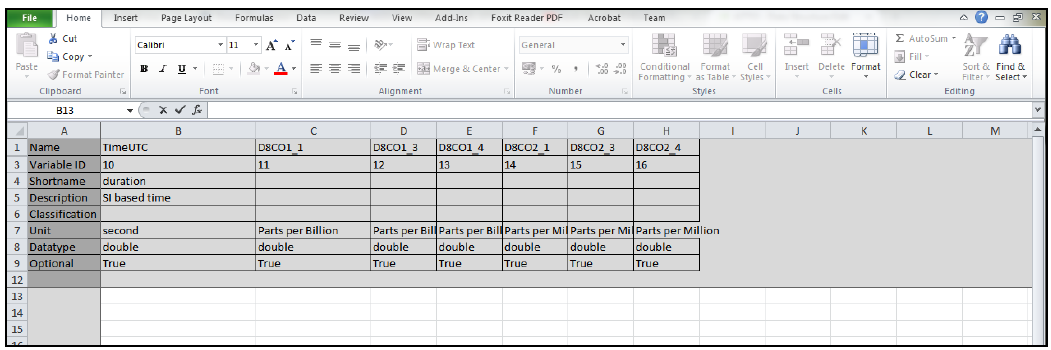 File Home Insert Page Layout Formulas Data Review View Add-Ins Foxit Reader PDF Acrobat Team
Cut Calibri 11 A A Wrap Text General Σ AutoSum
Paste Copy Fill
Format Painter B I U A Merge & Center % , Conditional Formatting Format as Table Cell Styles Insert Delete Format Clear Sort & Filter Find & Select
Clipboard Font Alignment Number Styles Cells Editing
B13 fx
A B C D E F G H I J K L M
1 Name TimeUTC D8CO1_1 D8CO1_3 D8CO1_4 D8CO2_1 D8CO2_3 D8CO2_4
3 Variable ID 10 11 12 13 14 15 16
4 Shortname duration
5 Description SI based time
6 Classification
7 Unit second Parts per Billion Parts per Bill Parts per Bill Parts per Mil Parts per Mil Parts per Million
8 Datatype double double double double double double double
9 Optional True True True True True True True
12
13
14
15
16